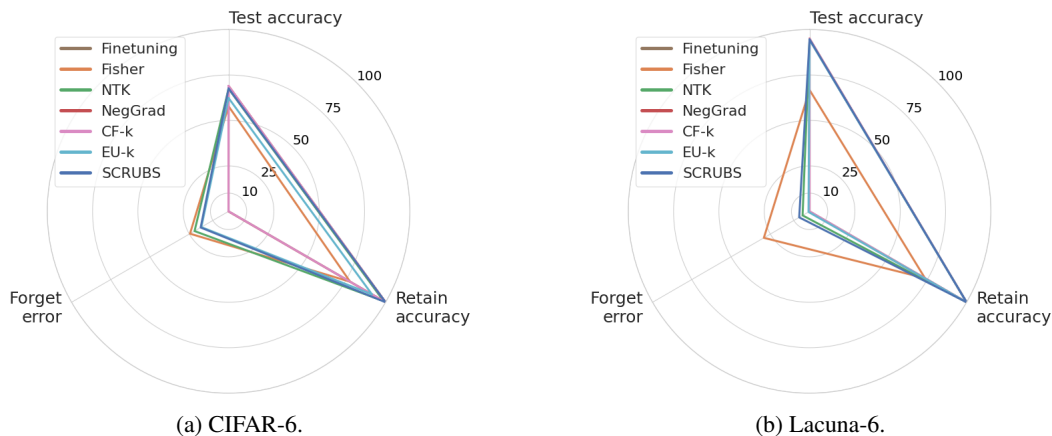 Test accuracy
Finetuning
Fisher
NTK
NegGrad
CF-k
EU-k
SCRUBS
100
75
50
25
10
Forget
error
Retain
accuracy
(a) CIFAR-6.
Test accuracy
Finetuning
Fisher
NTK
NegGrad
CF-k
EU-k
SCRUBS
100
75
50
25
10
Forget
error
Retain
accuracy
(b) Lacuna-6.